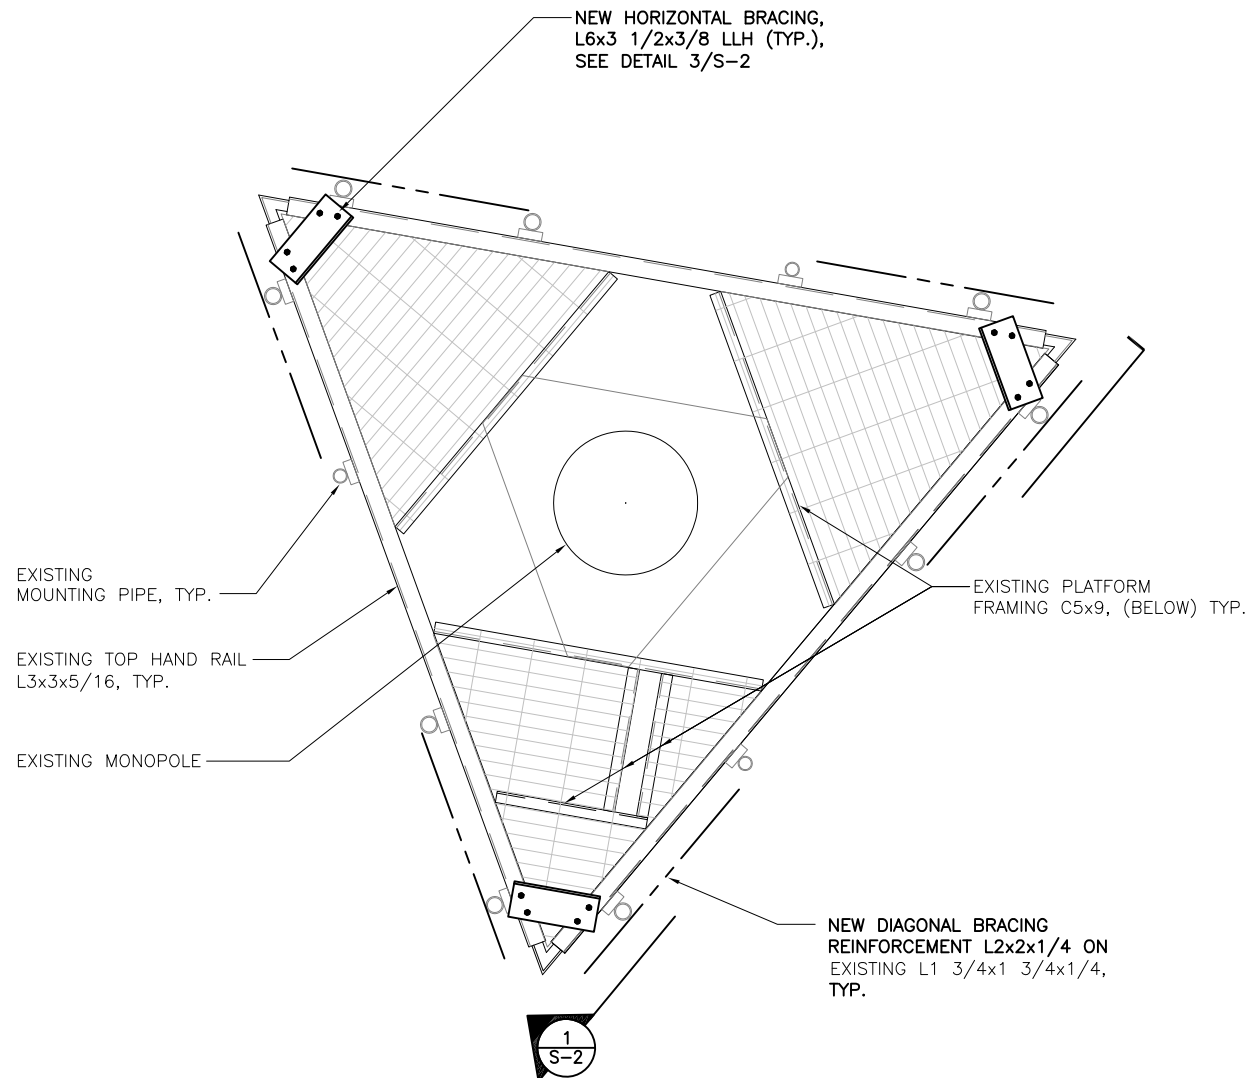 NEW HORIZONTAL BRACING,
L6x3 1/2x3/8 LLH (TYP.),
SEE DETAIL 3/S-2
EXISTING
MOUNTING PIPE, TYP.
EXISTING PLATFORM
FRAMING C5x9, (BELOW) TYP.
EXISTING TOP HAND RAIL
L3x3x5/16, TYP.
EXISTING MONOPOLE
NEW DIAGONAL BRACING
REINFORCEMENT L2x2x1/4 ON
EXISTING L1 3/4x1 3/4x1/4,
TYP.
1
S-2